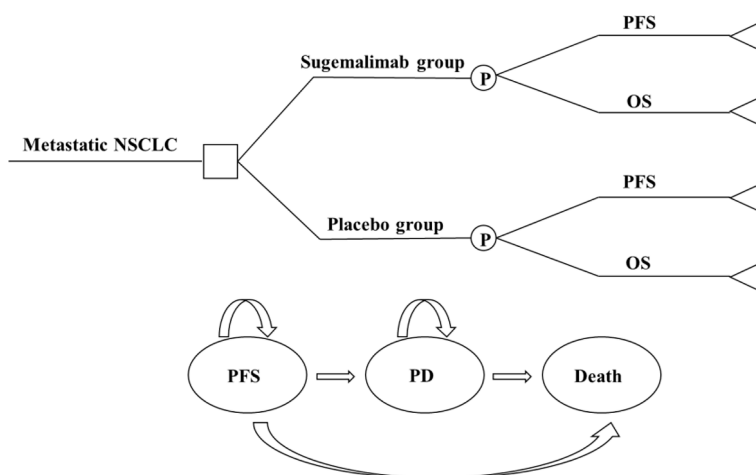 PFS
Sugemalimab group
P
OS
Metastatic NSCLC
PFS
Placebo group
P
OS
PFS
PD
Death